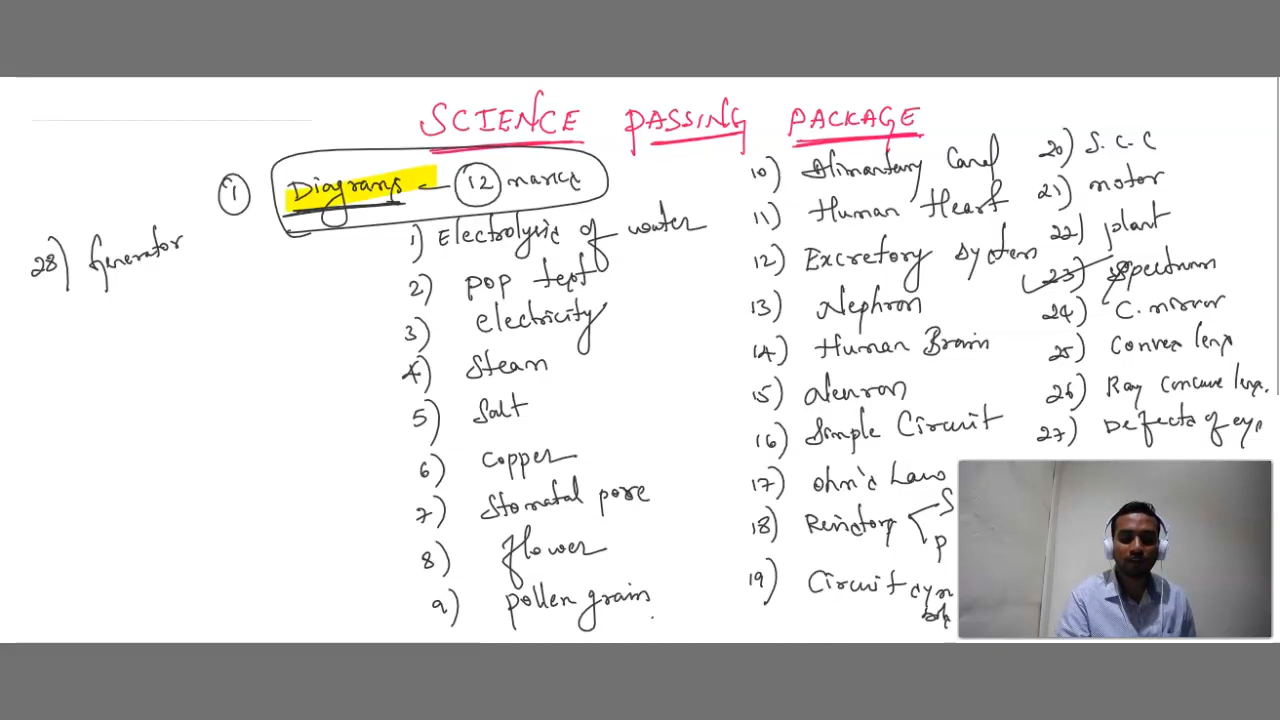 SCIENCE PASSING PACKAGE
① Diagrams - 12 marks
1) Electrolysis of water
2) pop test
3) electricity
4) Steam
5) Salt
6) copper
7) Stomatal pore
8) flower
9) pollen grain
10) Alimantary Canal
11) Human Heart
12) Excretory System
13) Nephron
14) Human Brain
15) Neuron
16) Simple Circuit
17) ohm's Law
18) Resistors S P
19) Circuit sym
bols
20) S.C.C
21) motor
22) plant
23) Spectrum
24) C. mirror
25) Convex lens
26) Ray Concave lens.
27) Defects of eye
28) Generator